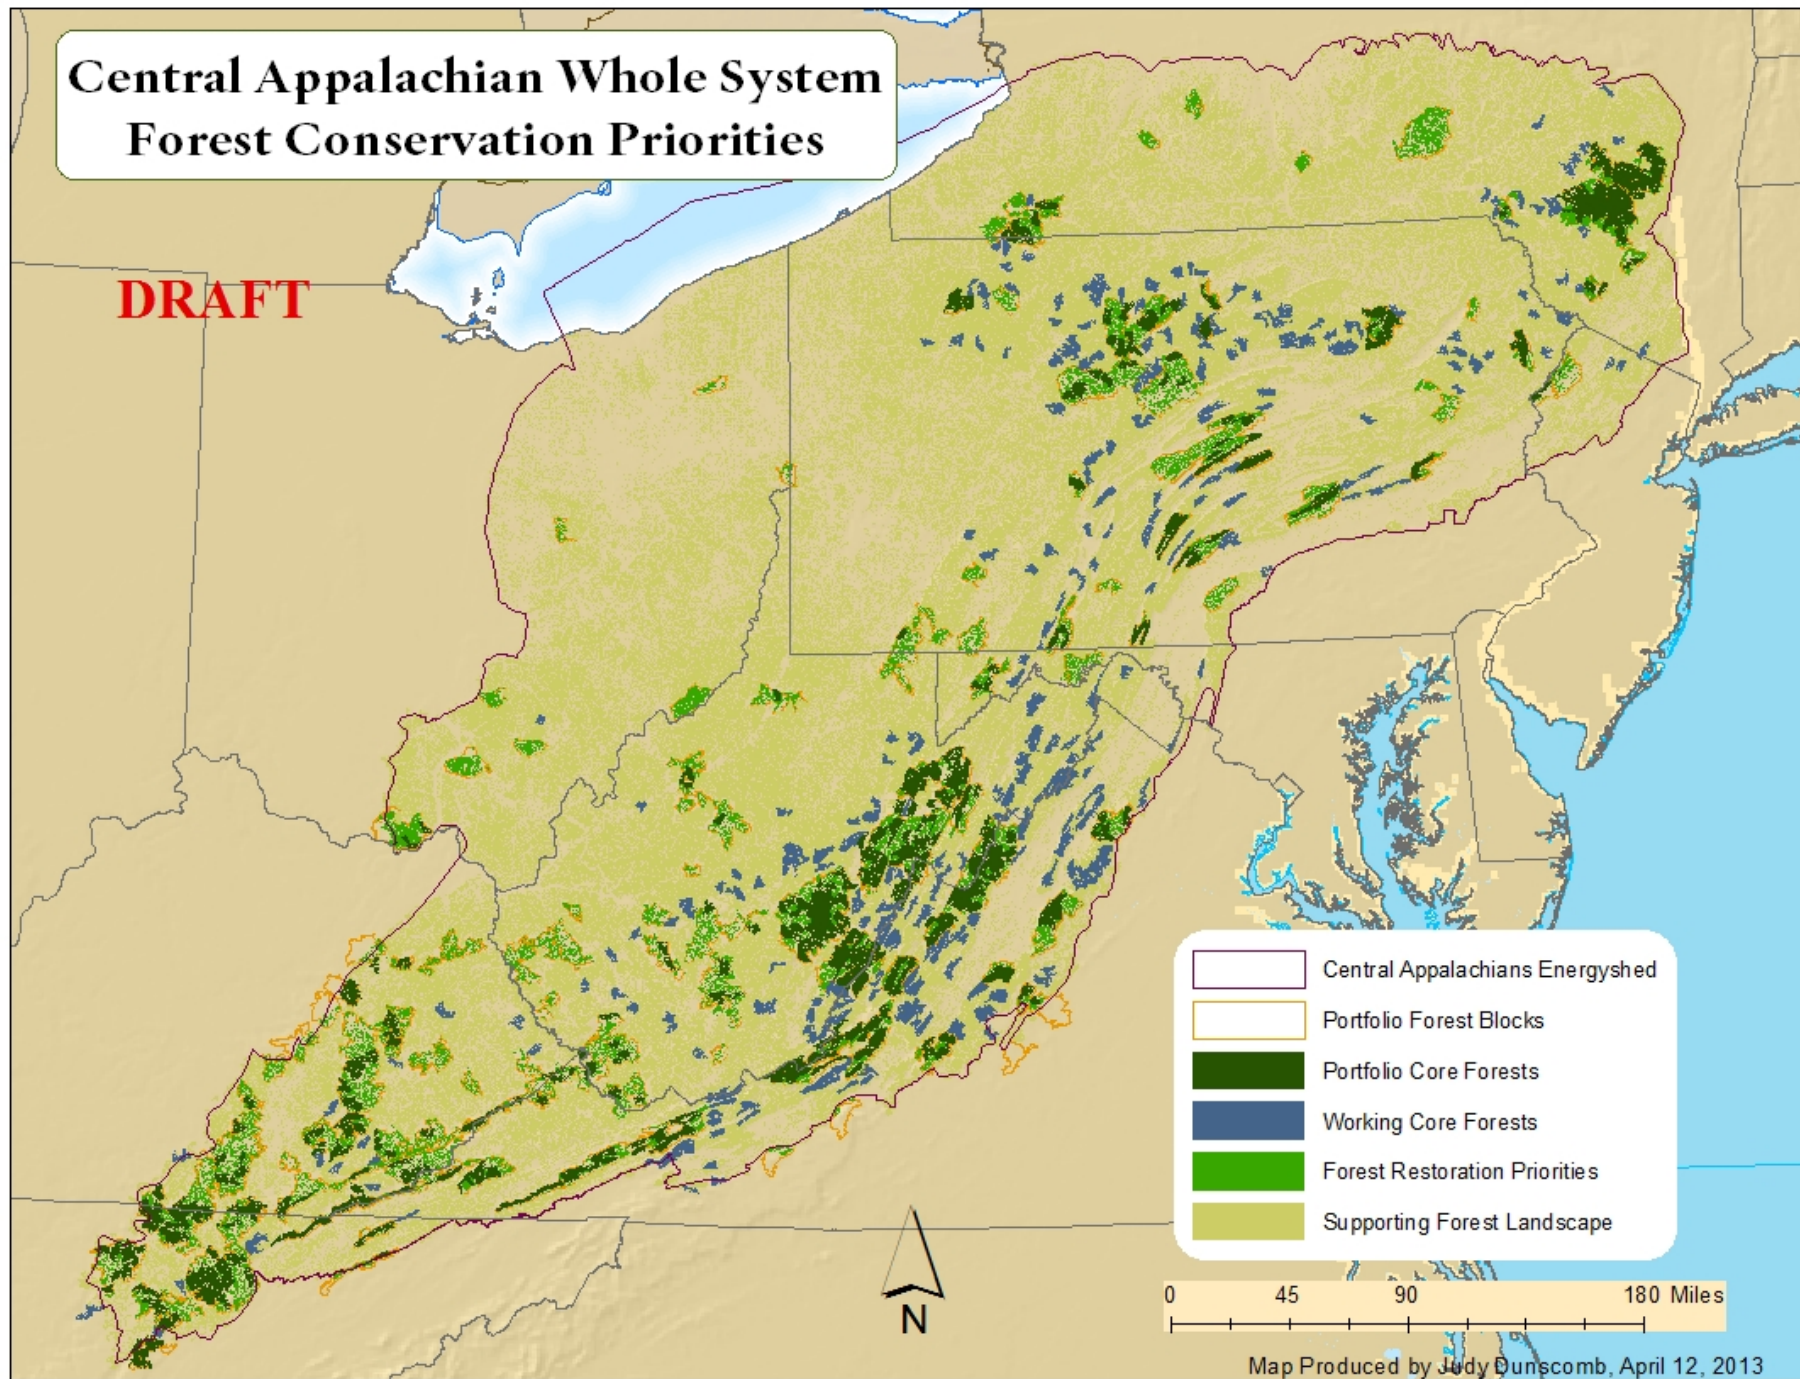 Central Appalachian Whole System
Forest Conservation Priorities
DRAFT
Central Appalachians Energyshed
Portfolio Forest Blocks
Portfolio Core Forests
Working Core Forests
Forest Restoration Priorities
Supporting Forest Landscape
N
0 45 90 180 Miles
Map Produced by Judy Dunscomb, April 12, 2013